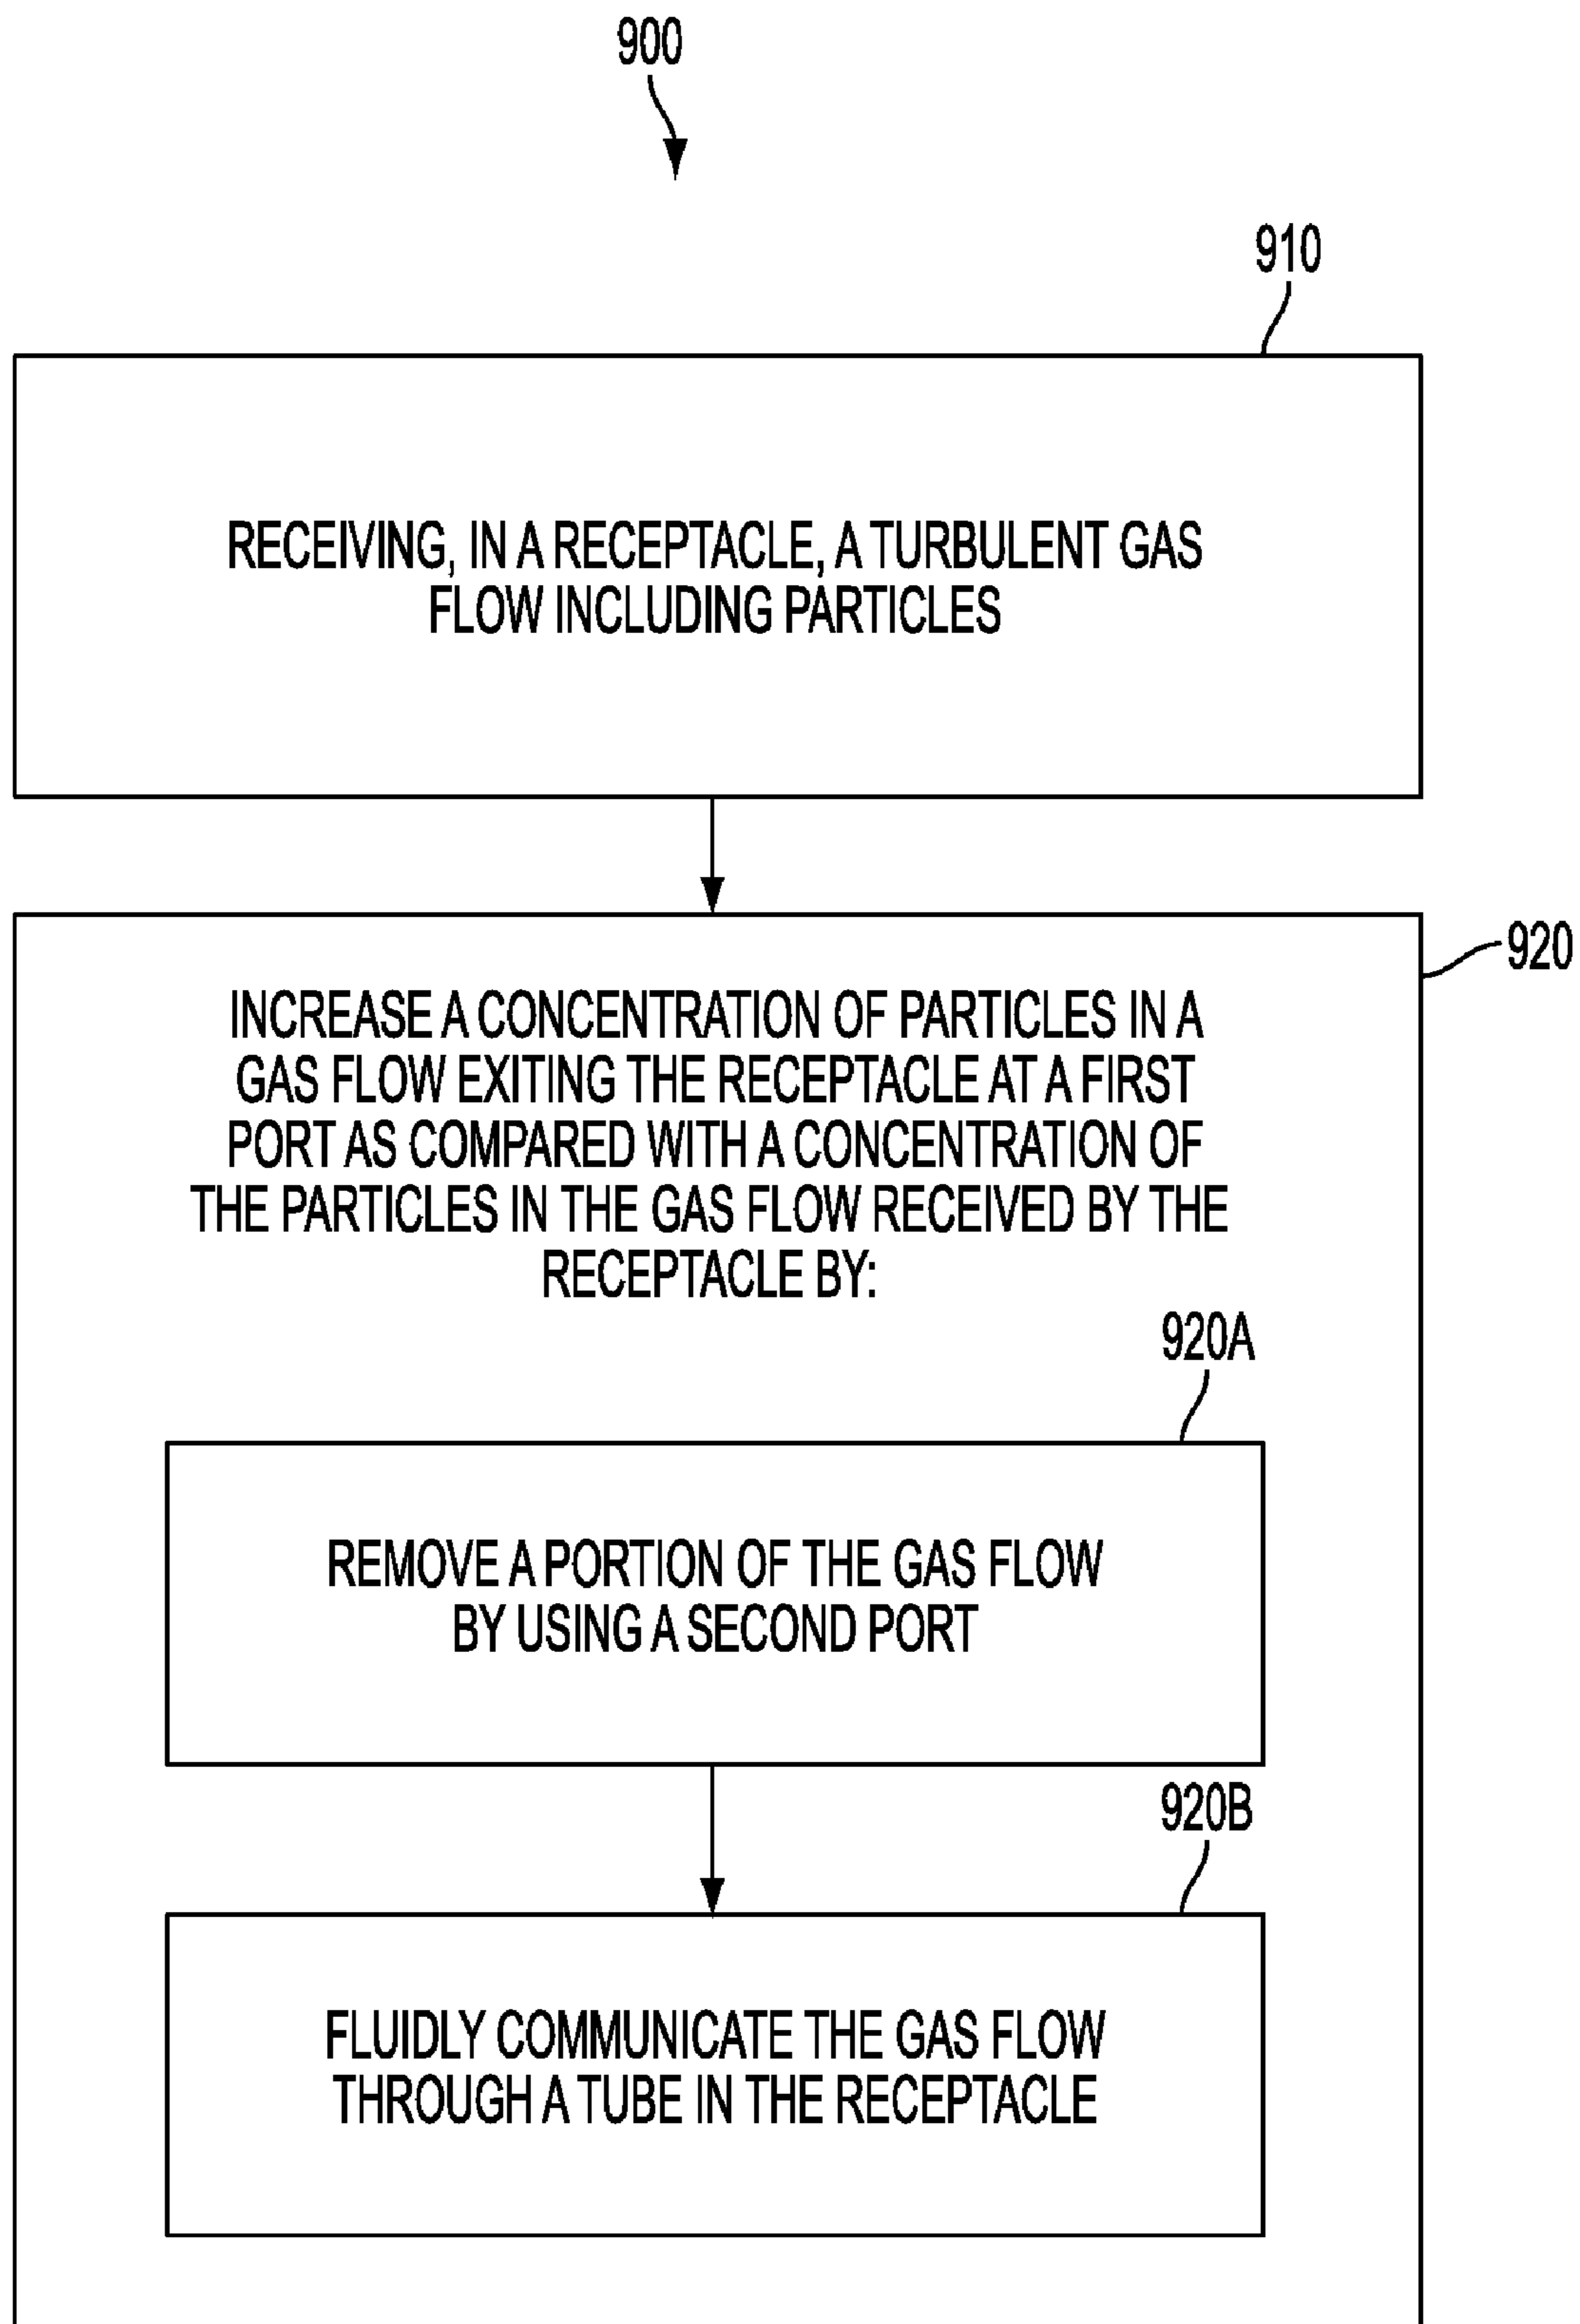 900
910
RECEIVING, IN A RECEPTACLE, A TURBULENT GAS
FLOW INCLUDING PARTICLES
920
INCREASE A CONCENTRATION OF PARTICLES IN A
GAS FLOW EXITING THE RECEPTACLE AT A FIRST
PORT AS COMPARED WITH A CONCENTRATION OF
THE PARTICLES IN THE GAS FLOW RECEIVED BY THE
RECEPTACLE BY:
920A
REMOVE A PORTION OF THE GAS FLOW
BY USING A SECOND PORT
920B
FLUIDLY COMMUNICATE THE GAS FLOW
THROUGH A TUBE IN THE RECEPTACLE